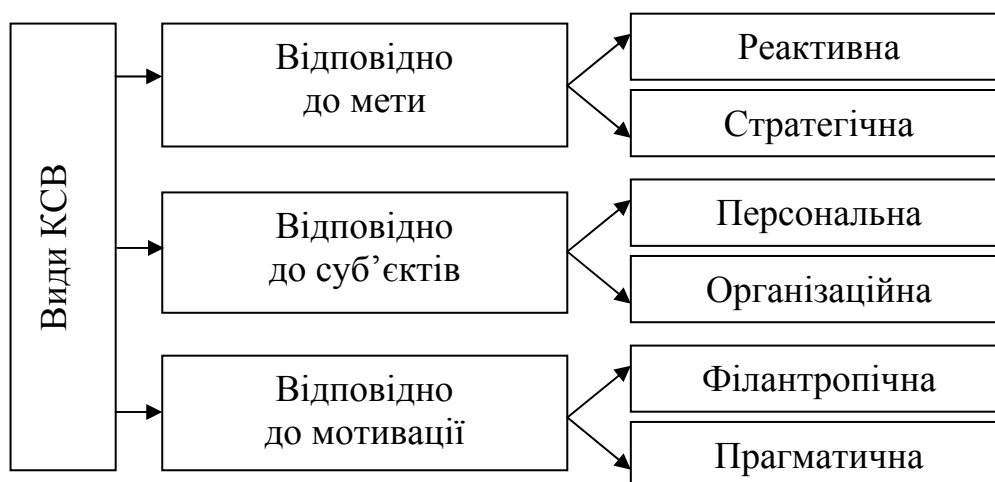 Види КСВ
Відповідно
до мети
Реактивна
Стратегічна
Відповідно
до суб’єктів
Персональна
Організаційна
Відповідно
до мотивації
Філантропічна
Прагматична